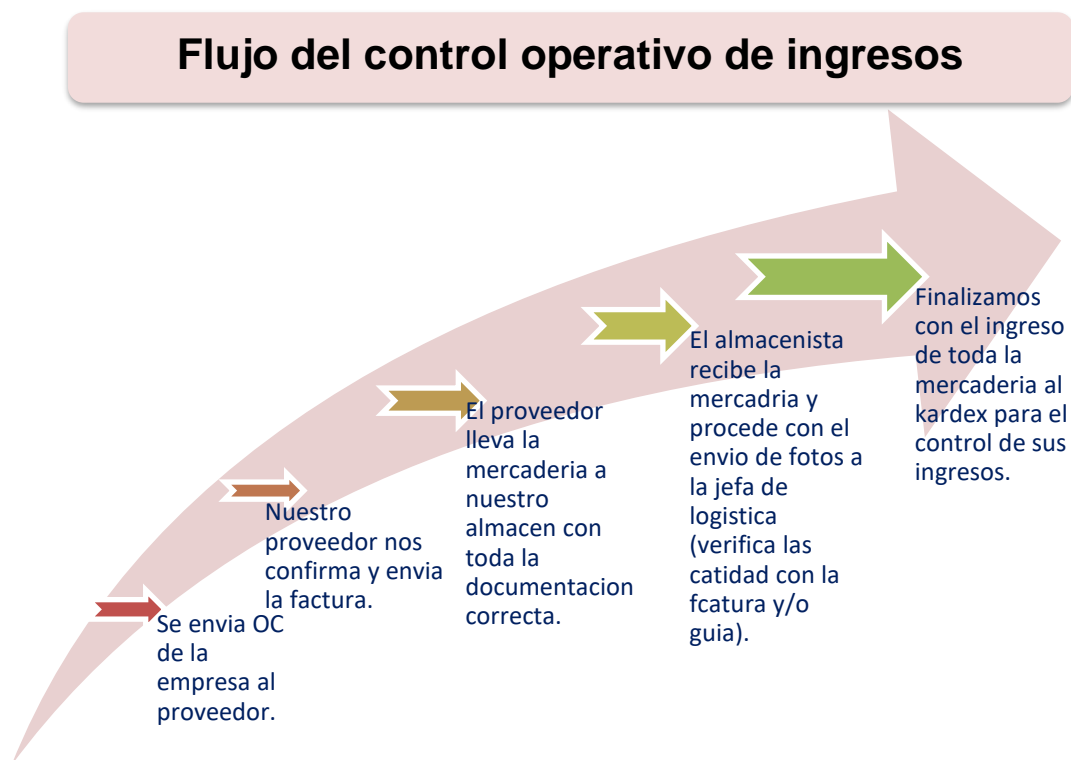 Flujo del control operativo de ingresos
Se envia OC
de la
empresa al
proveedor.
Nuestro
proveedor nos
confirma y envia
la factura.
El proveedor
lleva la
mercaderia a
nuestro
almacen con
toda la
documentacion
correcta.
El almacenista
recibe la
mercadria y
procede con el
envio de fotos a
la jefa de
logistica
(verifica las
catidad con la
fcatura y/o
guia).
Finalizamos
con el ingreso
de toda la
mercaderia al
kardex para el
control de sus
ingresos.